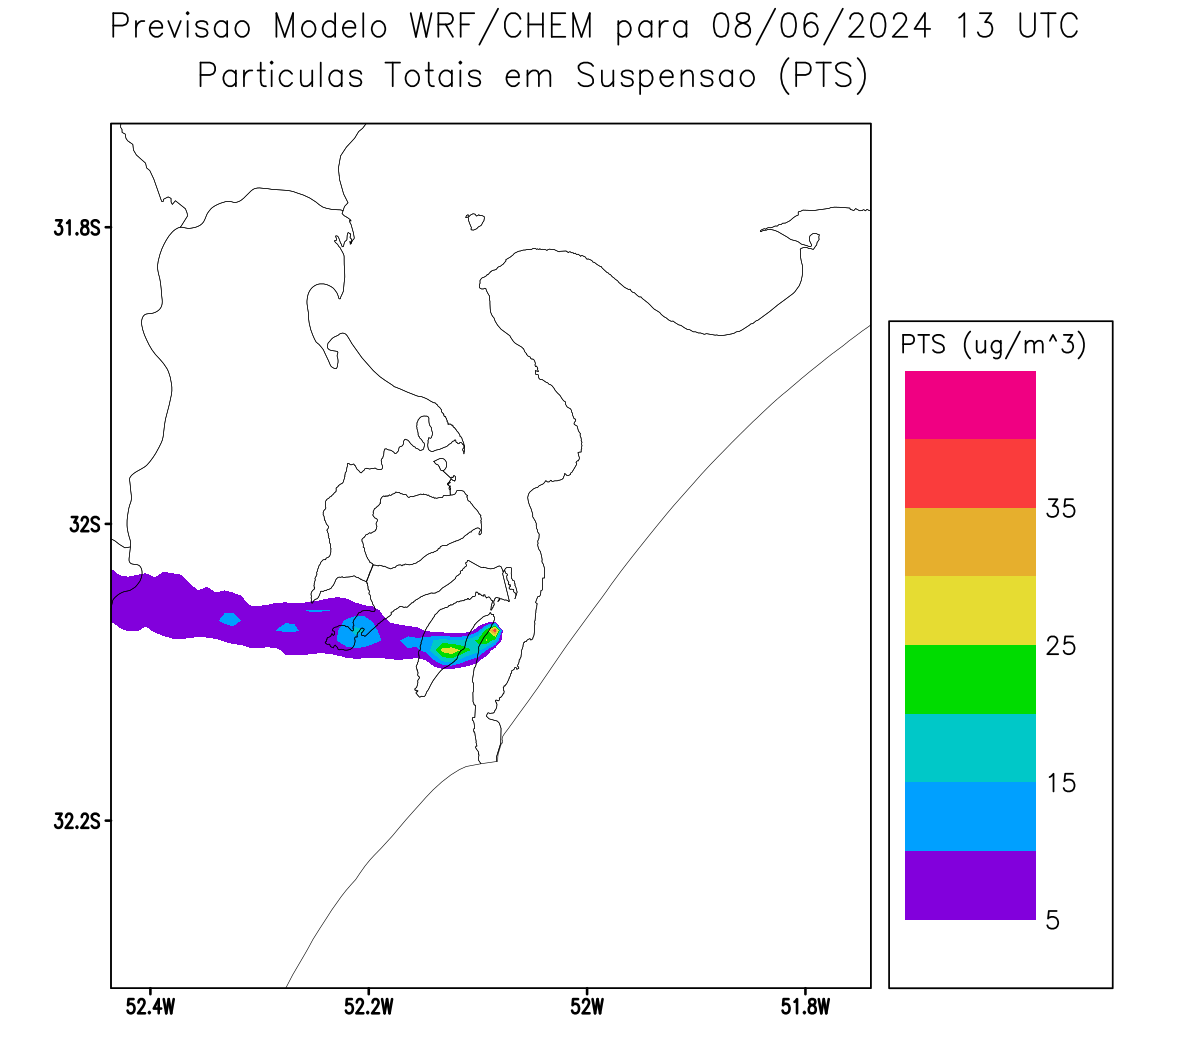 Previsao Modelo WRF/CHEM para 08/06/2024 13 UTC
Particulas Totais em Suspensao (PTS)
31.8S
32S
32.2S
52.4W
52.2W
52W
51.8W
PTS (ug/m^3)
35
25
15
5